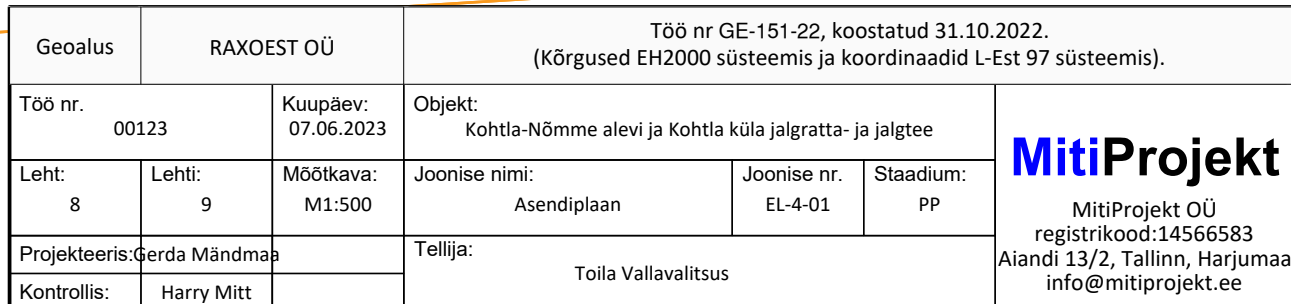 Geoalus
RAXOEST OÜ
Töö nr GE-151-22, koostatud 31.10.2022.
(Kõrgused EH2000 süsteemis ja koordinaadid L-Est 97 süsteemis).
Töö nr.
00123
Kuupäev:
07.06.2023
Objekt:
Kohtla-Nõmme alevi ja Kohtla küla jalgratta- ja jalgtee
Leht:
8
Lehti:
9
Mõõtkava:
M1:500
Joonise nimi:
Asendiplaan
Joonise nr.
EL-4-01
Staadium:
PP
Projekteeris:Gerda Mändmaa
Kontrollis: Harry Mitt
Tellija:
Toila Vallavalitsus
MitiProjekt
MitiProjekt OÜ
registrikood:14566583
Aiandi 13/2, Tallinn, Harjumaa
info@mitiprojekt.ee